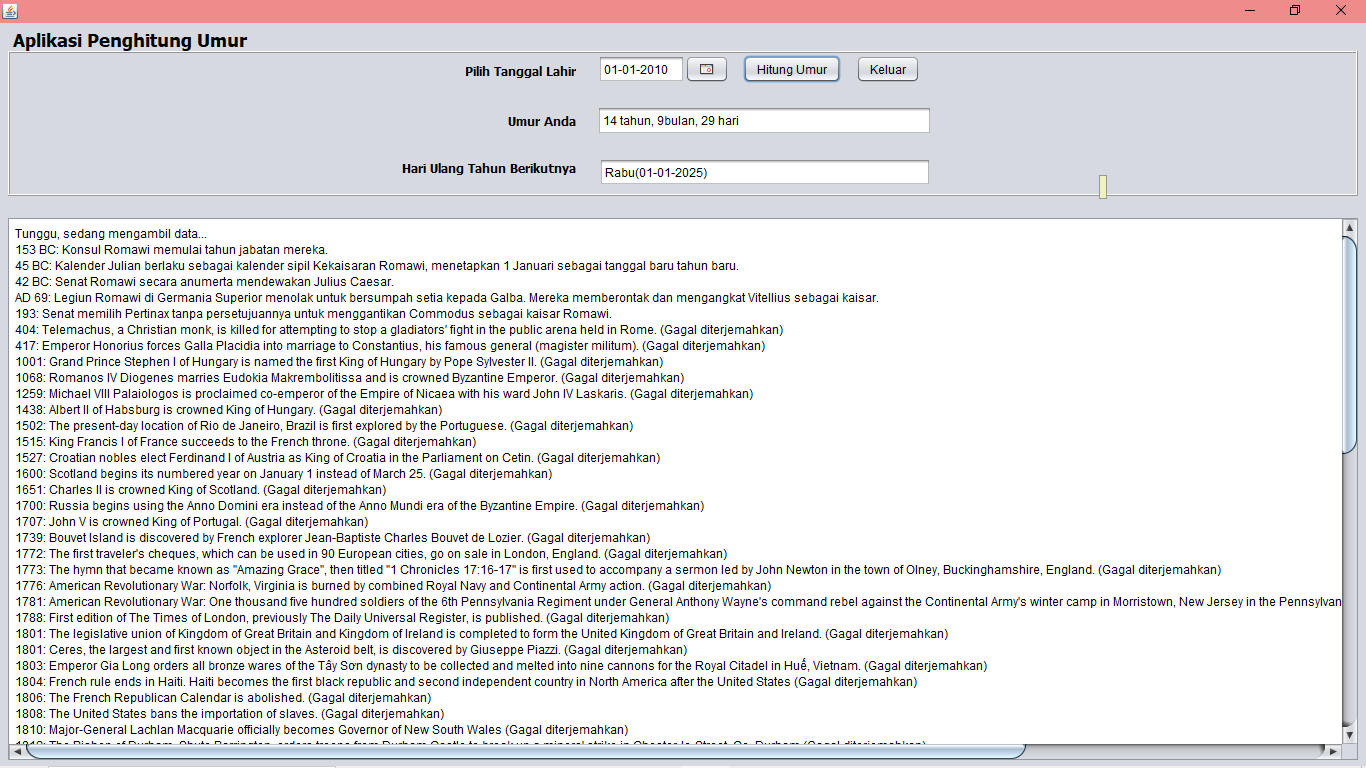 Aplikasi Penghitung Umur
Pilih Tanggal Lahir 01-01-2010 Hitung Umur Keluar
Umur Anda 14 tahun, 9bulan, 29 hari
Hari Ulang Tahun Berikutnya Rabu(01-01-2025)
Tunggu, sedang mengambil data...
153 BC: Konsul Romawi memulai tahun jabatan mereka.
45 BC: Kalender Julian berlaku sebagai kalender sipil Kekaisaran Romawi, menetapkan 1 Januari sebagai tanggal baru tahun baru.
42 BC: Senat Romawi secara anumerta mendewakan Julius Caesar.
AD 69: Legiun Romawi di Germania Superior menolak untuk bersumpah setia kepada Galba. Mereka memberontak dan mengangkat Vitellius sebagai kaisar.
193: Senat memilih Pertinax tanpa persetujuannya untuk menggantikan Commodus sebagai kaisar Romawi.
404: Telemachus, a Christian monk, is killed for attempting to stop a gladiators' fight in the public arena held in Rome. (Gagal diterjemahkan)
417: Emperor Honorius forces Galla Placidia into marriage to Constantius, his famous general (magister militum). (Gagal diterjemahkan)
1001: Grand Prince Stephen I of Hungary is named the first King of Hungary by Pope Sylvester II. (Gagal diterjemahkan)
1068: Romanos IV Diogenes marries Eudokia Makrembolitissa and is crowned Byzantine Emperor. (Gagal diterjemahkan)
1259: Michael VIII Palaiologos is proclaimed co-emperor of the Empire of Nicaea with his ward John IV Laskaris. (Gagal diterjemahkan)
1438: Albert II of Habsburg is crowned King of Hungary. (Gagal diterjemahkan)
1502: The present-day location of Rio de Janeiro, Brazil is first explored by the Portuguese. (Gagal diterjemahkan)
1515: King Francis I of France succeeds to the French throne. (Gagal diterjemahkan)
1527: Croatian nobles elect Ferdinand I of Austria as King of Croatia in the Parliament on Cetin. (Gagal diterjemahkan)
1600: Scotland begins its numbered year on January 1 instead of March 25. (Gagal diterjemahkan)
1651: Charles II is crowned King of Scotland. (Gagal diterjemahkan)
1700: Russia begins using the Anno Domini era instead of the Anno Mundi era of the Byzantine Empire. (Gagal diterjemahkan)
1707: John V is crowned King of Portugal. (Gagal diterjemahkan)
1739: Bouvet Island is discovered by French explorer Jean-Baptiste Charles Bouvet de Lozier. (Gagal diterjemahkan)
1772: The first traveler's cheques, which can be used in 90 European cities, go on sale in London, England. (Gagal diterjemahkan)
1773: The hymn that became known as "Amazing Grace", then titled "1 Chronicles 17:16-17" is first used to accompany a sermon led by John Newton in the town of Olney, Buckinghamshire, England. (Gagal diterjemahkan)
1776: American Revolutionary War: Norfolk, Virginia is burned by combined Royal Navy and Continental Army action. (Gagal diterjemahkan)
1781: American Revolutionary War: One thousand five hundred soldiers of the 6th Pennsylvania Regiment under General Anthony Wayne's command rebel against the Continental Army's winter camp in Morristown, New Jersey in the Pennsylvan
1788: First edition of The Times of London, previously The Daily Universal Register, is published. (Gagal diterjemahkan)
1801: The legislative union of Kingdom of Great Britain and Kingdom of Ireland is completed to form the United Kingdom of Great Britain and Ireland. (Gagal diterjemahkan)
1801: Ceres, the largest and first known object in the Asteroid belt, is discovered by Giuseppe Piazzi. (Gagal diterjemahkan)
1803: Emperor Gia Long orders all bronze wares of the Tây Sơn dynasty to be collected and melted into nine cannons for the Royal Citadel in Huế, Vietnam. (Gagal diterjemahkan)
1804: French rule ends in Haiti. Haiti becomes the first black republic and second independent country in North America after the United States (Gagal diterjemahkan)
1806: The French Republican Calendar is abolished. (Gagal diterjemahkan)
1808: The United States bans the importation of slaves. (Gagal diterjemahkan)
1810: Major-General Lachlan Macquarie officially becomes Governor of New South Wales (Gagal diterjemahkan)